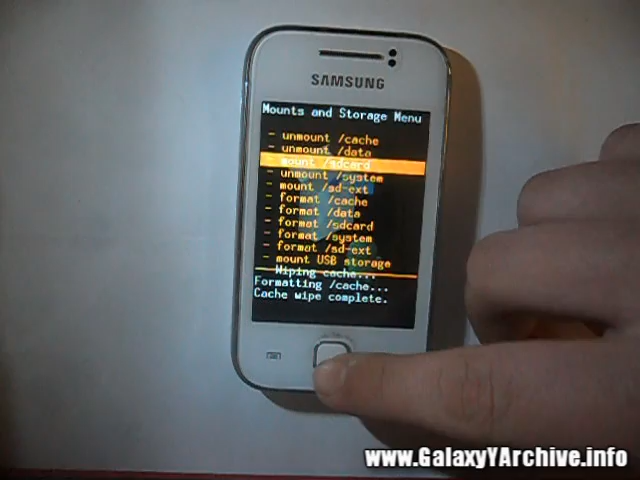 SAMSUNG
Mounts and Storage Menu
- unmount /cache
- unmount /data
- mount /sdcard
- unmount /system
- mount /sd-ext
- format /cache
- format /data
- format /sdcard
- format /system
- format /sd-ext
- mount USB storage
Wiping cache...
Formatting /cache...
Cache wipe complete.
www.GalaxyYArchive.info